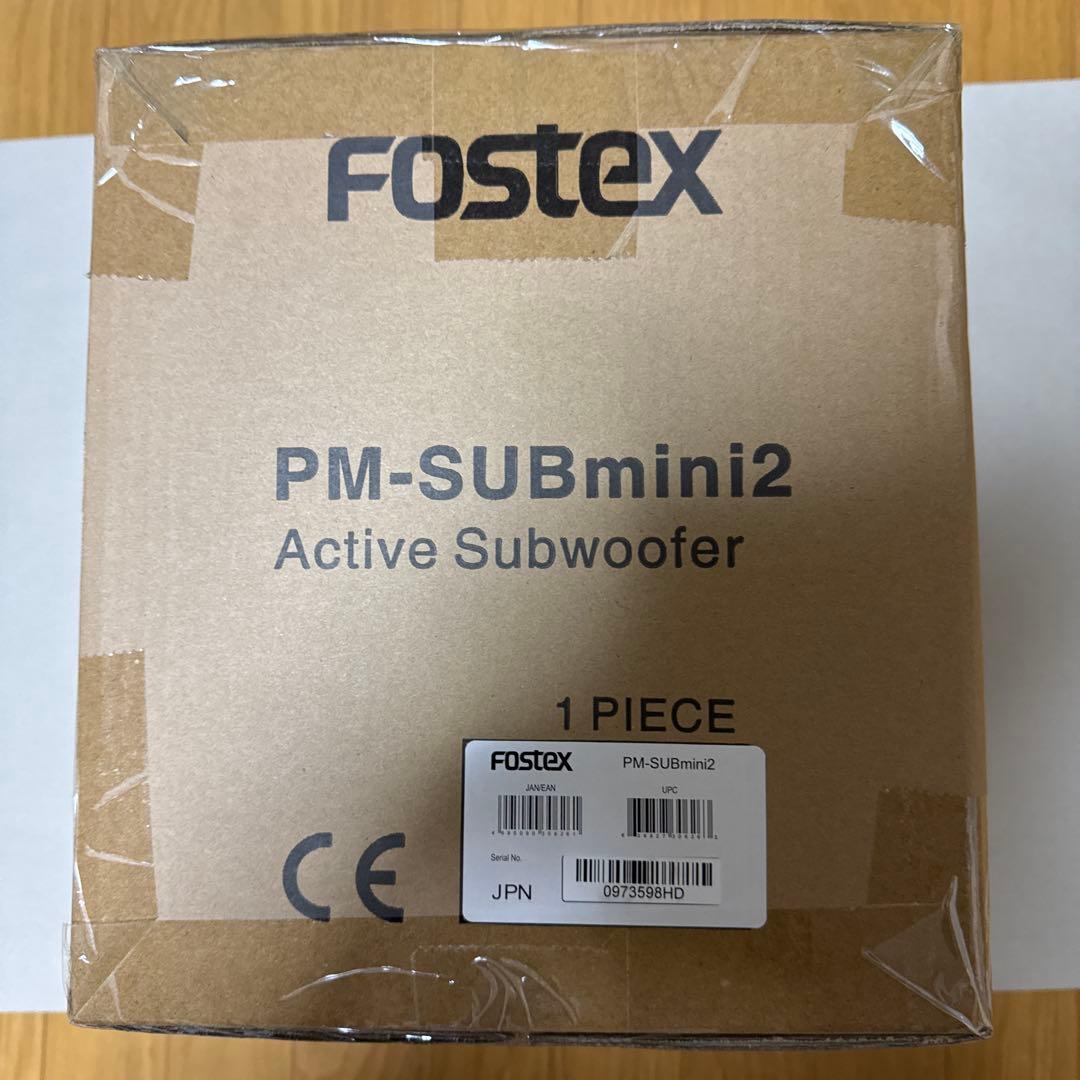 Fostex
PM-SUBmini2
Active Subwoofer
1 PIECE
Fostex PM-SUBmini2
JAN/EAN UPC
Serial No.
JPN 0973598HD
CE